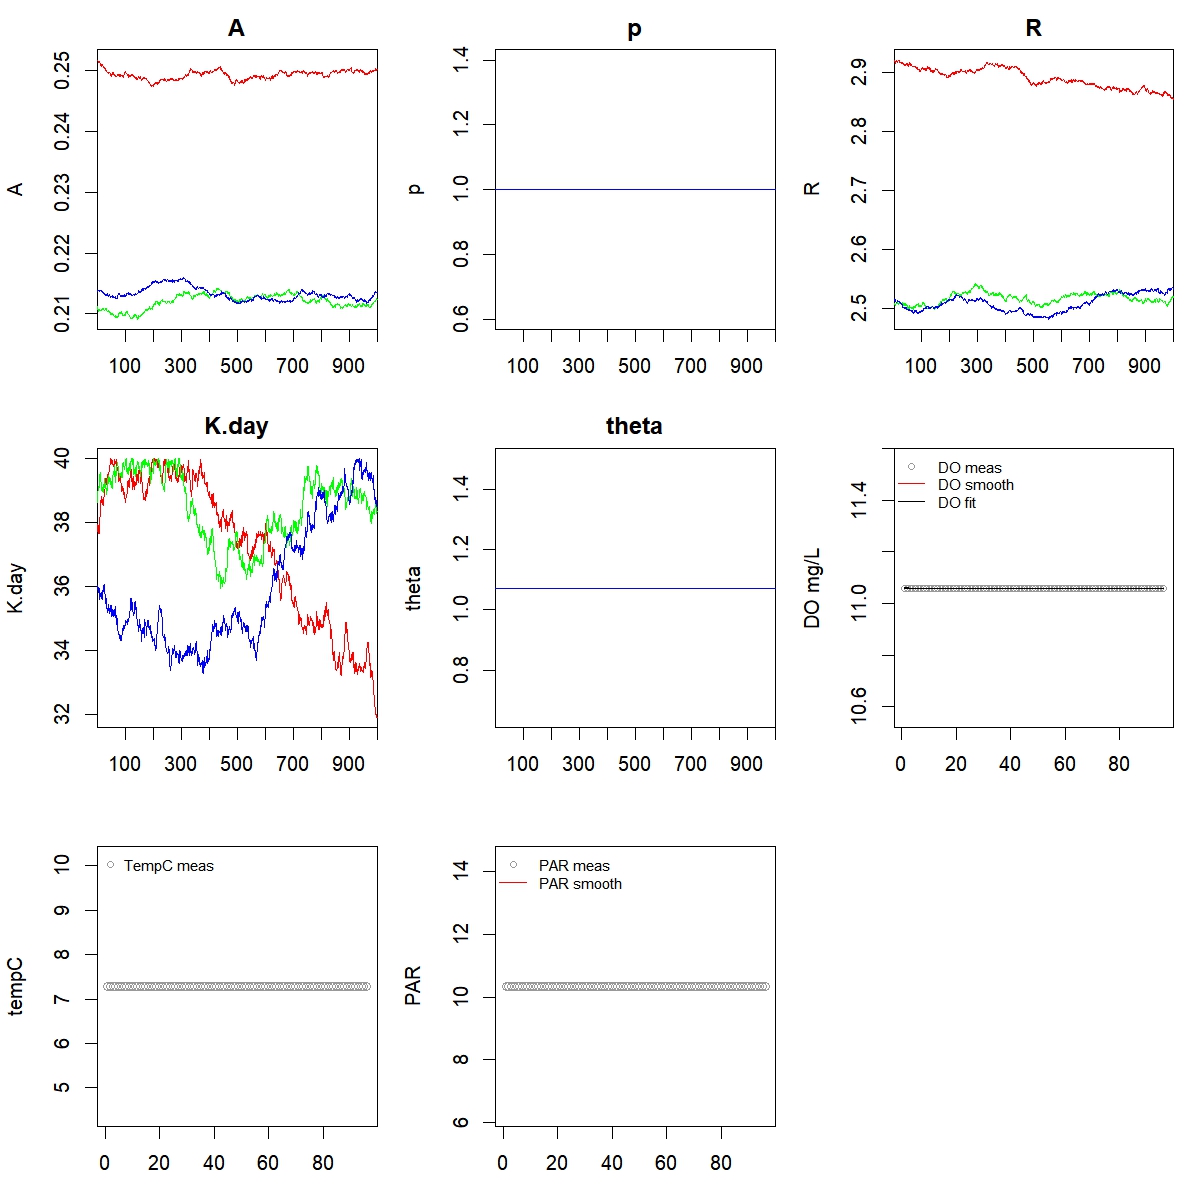 A
p
R
A
0.21 0.22 0.23 0.24 0.25
100 300 500 700 900
p
0.6 0.8 1.0 1.2 1.4
100 300 500 700 900
R
2.5 2.6 2.7 2.8 2.9
100 300 500 700 900
K.day
theta
K.day
32 34 36 38 40
100 300 500 700 900
theta
0.8 1.0 1.2 1.4
100 300 500 700 900
DO mg/L
10.6 11.0 11.4
DO meas
DO smooth
DO fit
0 20 40 60 80
tempC
5 6 7 8 9 10
TempC meas
0 20 40 60 80
PAR
6 8 10 12 14
PAR meas
PAR smooth
0 20 40 60 80